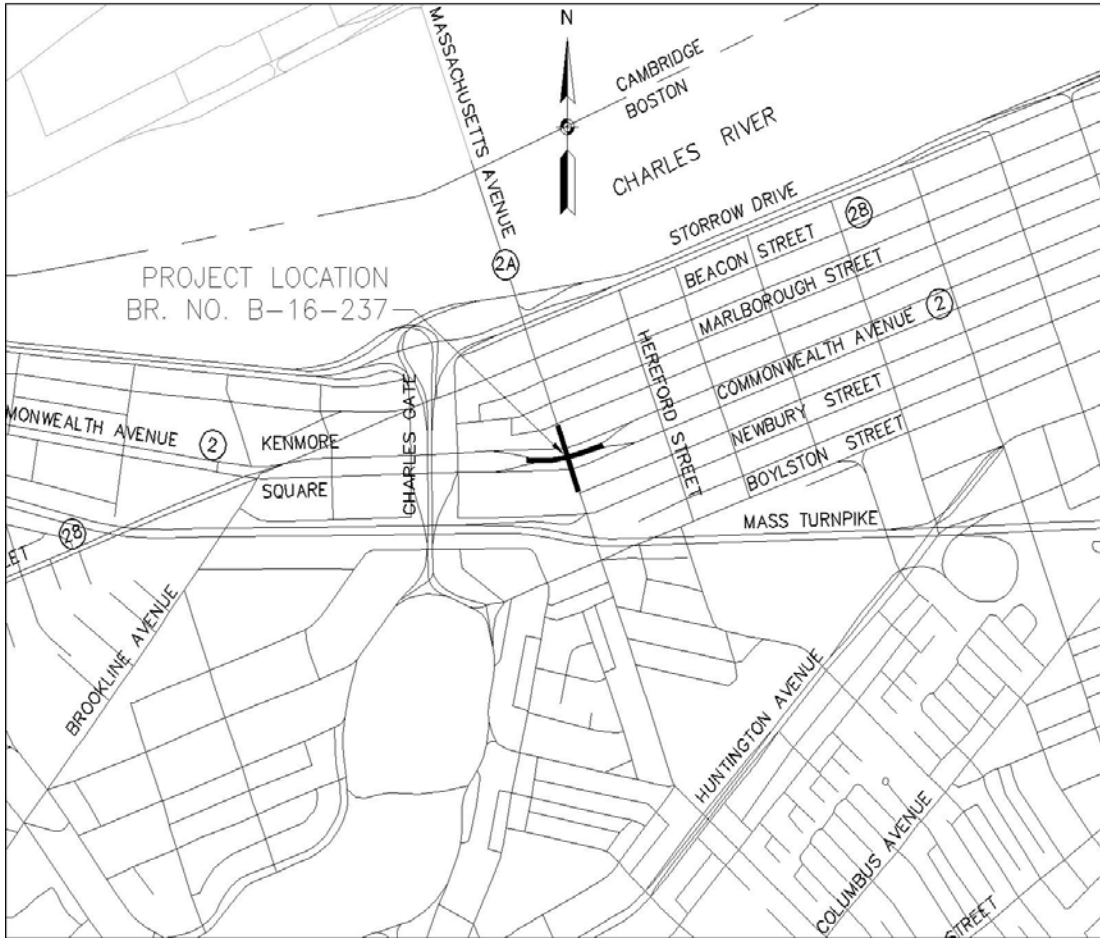 N
MASSACHUSETTS AVENUE
CAMBRIDGE
BOSTON
CHARLES RIVER
STORROW DRIVE
2A
28
PROJECT LOCATION
BR. NO. B-16-237
BEACON STREET
MARLBOROUGH STREET
COMMONWEALTH AVENUE 2
HEREFORD STREET
NEWBURY STREET
BOYLSTON STREET
CHARLES GATE
MONWEALTH AVENUE 2
KENMORE
SQUARE
MASS TURNPIKE
28
ET
BROOKLINE AVENUE
HUNTINGTON AVENUE
COLUMBUS AVENUE
STREET